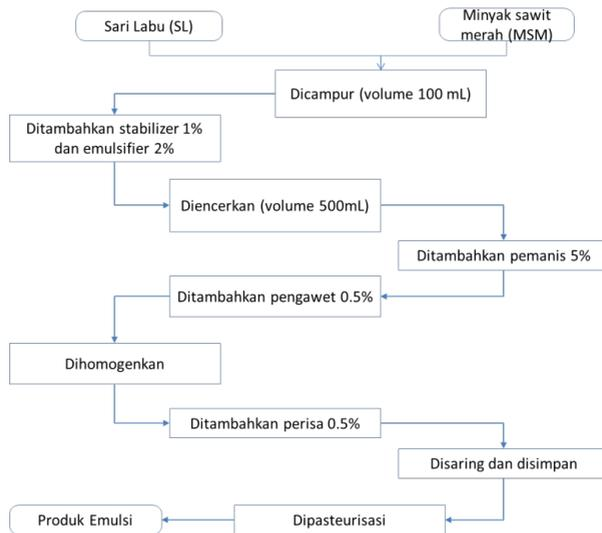 Sari Labu (SL)
Minyak sawit
merah (MSM)
Dicampur (volume 100 mL)
Ditambahkan stabilizer 1%
dan emulsifier 2%
Diencerkan (volume 500mL)
Ditambahkan pemanis 5%
Ditambahkan pengawet 0.5%
Dihomogenkan
Ditambahkan perisa 0.5%
Disaring dan disimpan
Dipasteurisasi
Produk Emulsi